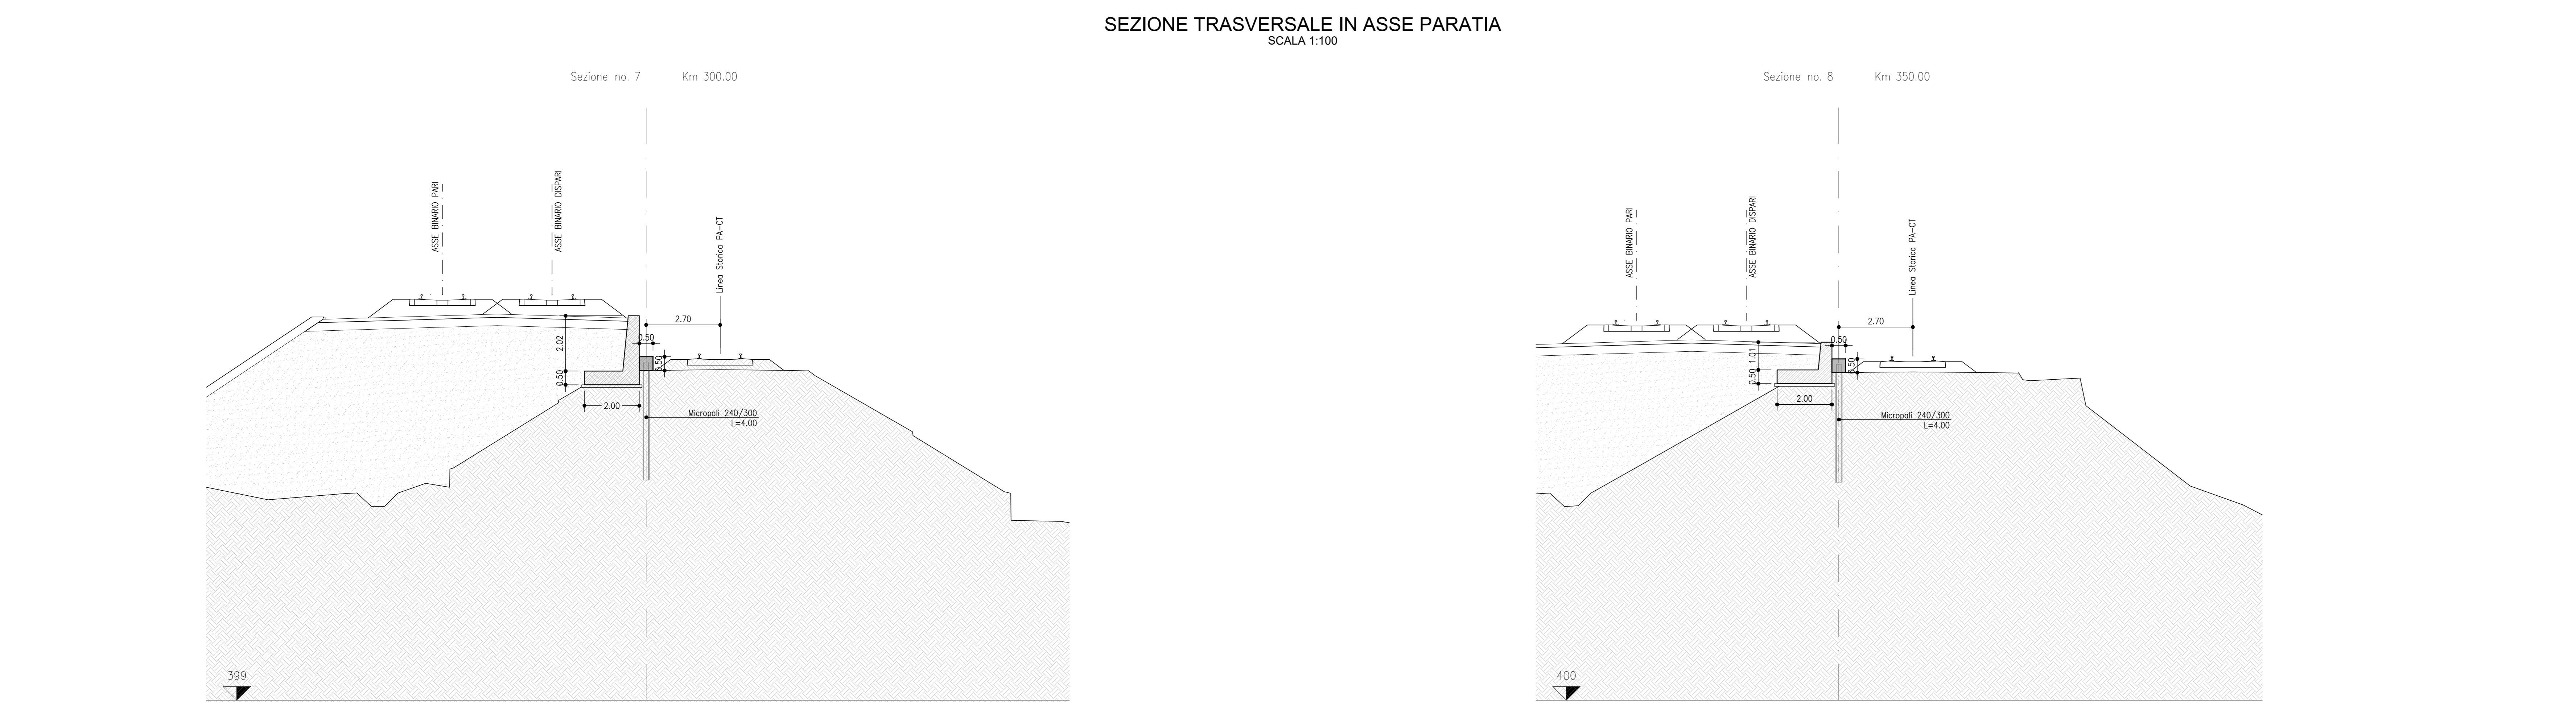 SEZIONE TRASVERSALE IN ASSE PARATIA
SCALA 1:100
Sezione no. 7 Km 300.00
ASSE BINARIO PARI
ASSE BINARIO DISPARI
Linea Storica PA-CT
2.70
0.50
0.50
2.02
0.50
2.00
Micropali 240/300
L=4.00
399
Sezione no. 8 Km 350.00
ASSE BINARIO PARI
ASSE BINARIO DISPARI
Linea Storica PA-CT
2.70
0.50
0.50
1.01
0.50
2.00
Micropali 240/300
L=4.00
400